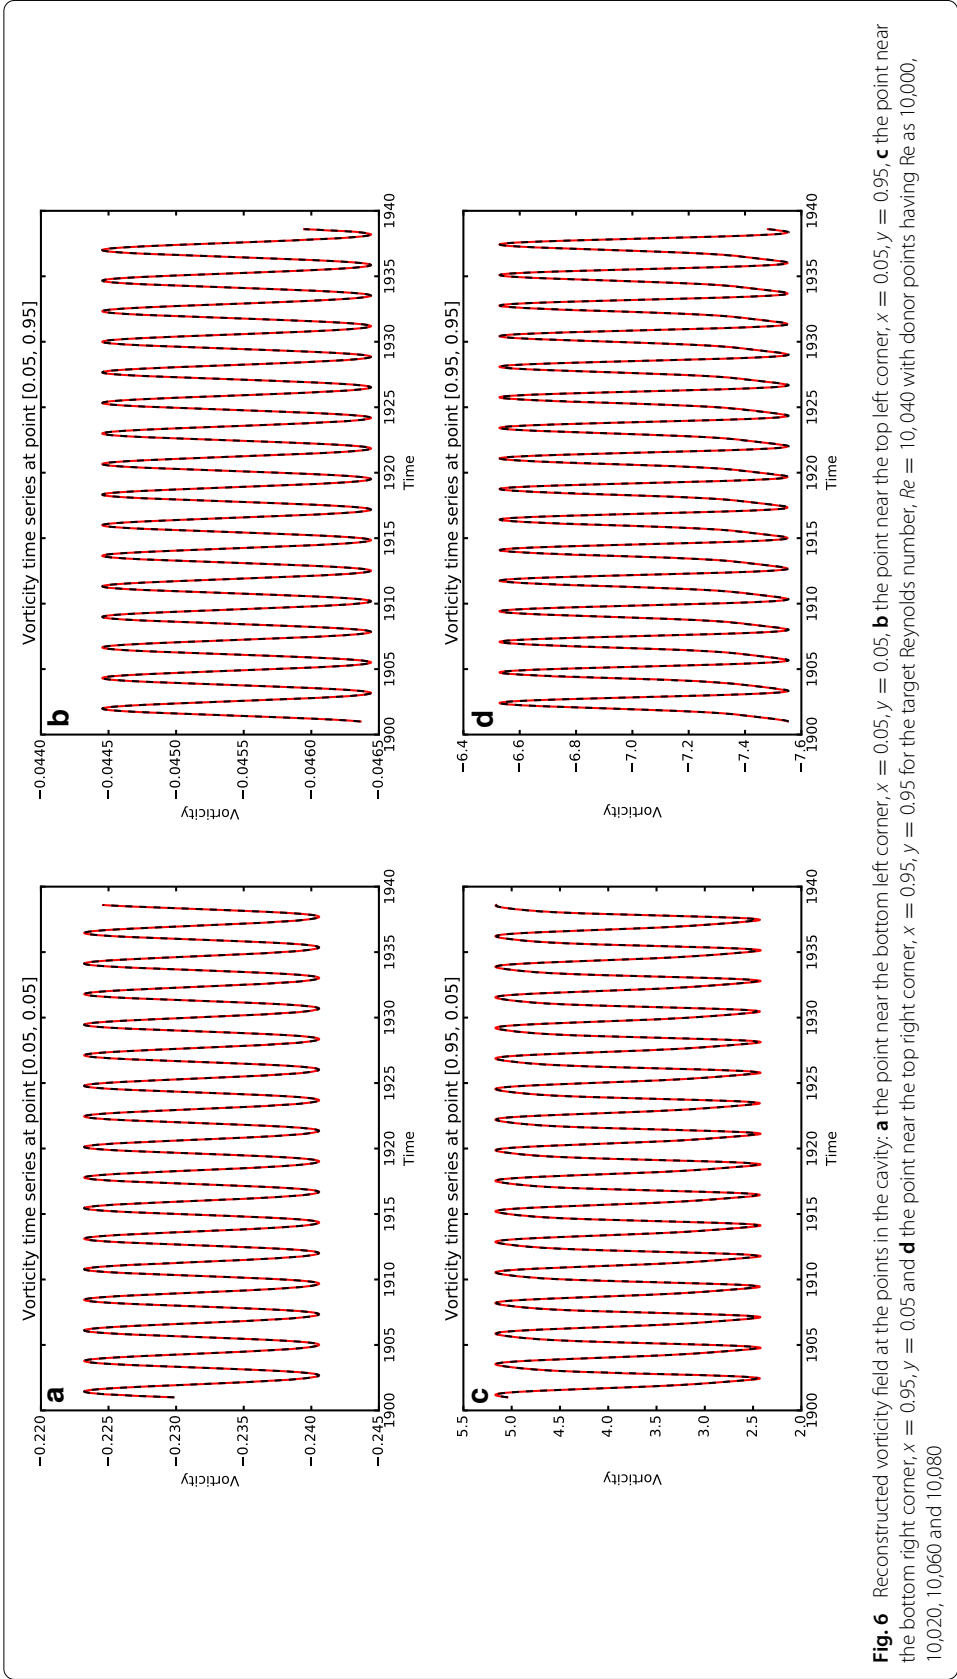 a
Vorticity time series at point [0.05, 0.05]
−0.220
−0.225
−0.230
−0.235
−0.240
−0.245
Vorticity
1900 1905 1910 1915 1920 1925 1930 1935 1940
Time
b
Vorticity time series at point [0.05, 0.95]
−0.0440
−0.0445
−0.0450
−0.0455
−0.0460
−0.0465
Vorticity
1900 1905 1910 1915 1920 1925 1930 1935 1940
Time
c
Vorticity time series at point [0.95, 0.05]
5.5
5.0
4.5
4.0
3.5
3.0
2.5
2.0
Vorticity
1900 1905 1910 1915 1920 1925 1930 1935 1940
Time
d
Vorticity time series at point [0.95, 0.95]
−6.4
−6.6
−6.8
−7.0
−7.2
−7.4
−7.6
Vorticity
1900 1905 1910 1915 1920 1925 1930 1935 1940
Time
Fig. 6 Reconstructed vorticity field at the points in the cavity: a the point near the bottom left corner, x = 0.05, y = 0.05, b the point near the top left corner, x = 0.05, y = 0.95, c the point near
the bottom right corner, x = 0.95, y = 0.05 and d the point near the top right corner, x = 0.95, y = 0.95 for the target Reynolds number, Re = 10,040 with donor points having Re as 10,000,
10,020, 10,060 and 10,080